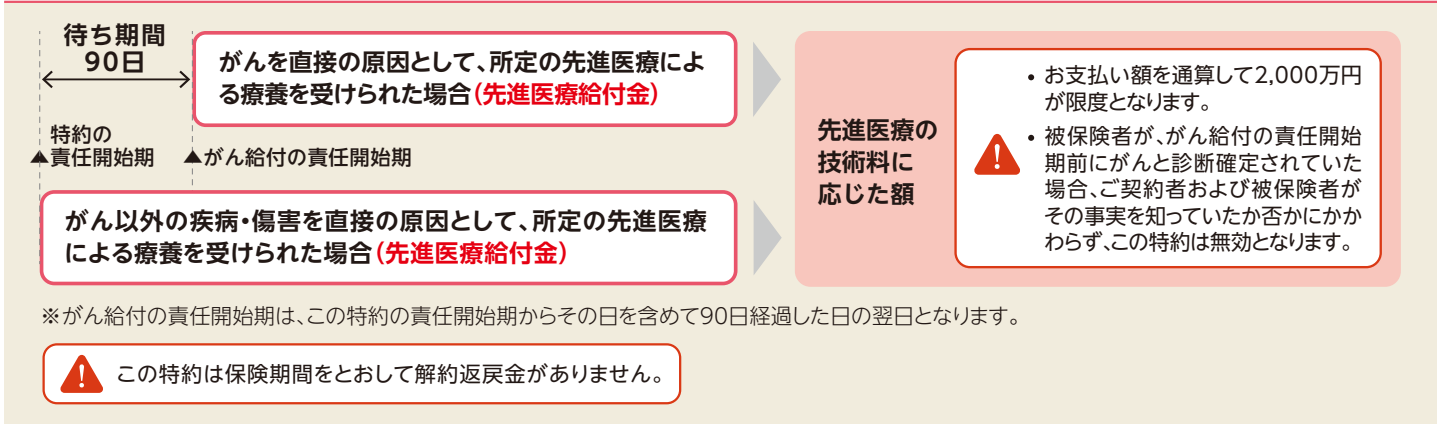 待ち期間
90日
がんを直接の原因として、所定の先進医療によ
る療養を受けられた場合(先進医療給付金)
特約の
▲責任開始期
▲がん給付の責任開始期
がん以外の疾病・傷害を直接の原因として、所定の先進医療
による療養を受けられた場合(先進医療給付金)
先進医療の
技術料に
応じた額
• お支払い額を通算して2,000万円
が限度となります。
• 被保険者が、がん給付の責任開始
期前にがんと診断確定されていた
場合、ご契約者および被保険者が
その事実を知っていたか否かにかか
わらず、この特約は無効となります。
※がん給付の責任開始期は、この特約の責任開始期からその日を含めて90日経過した日の翌日となります。
この特約は保険期間をとおして解約返戻金がありません。